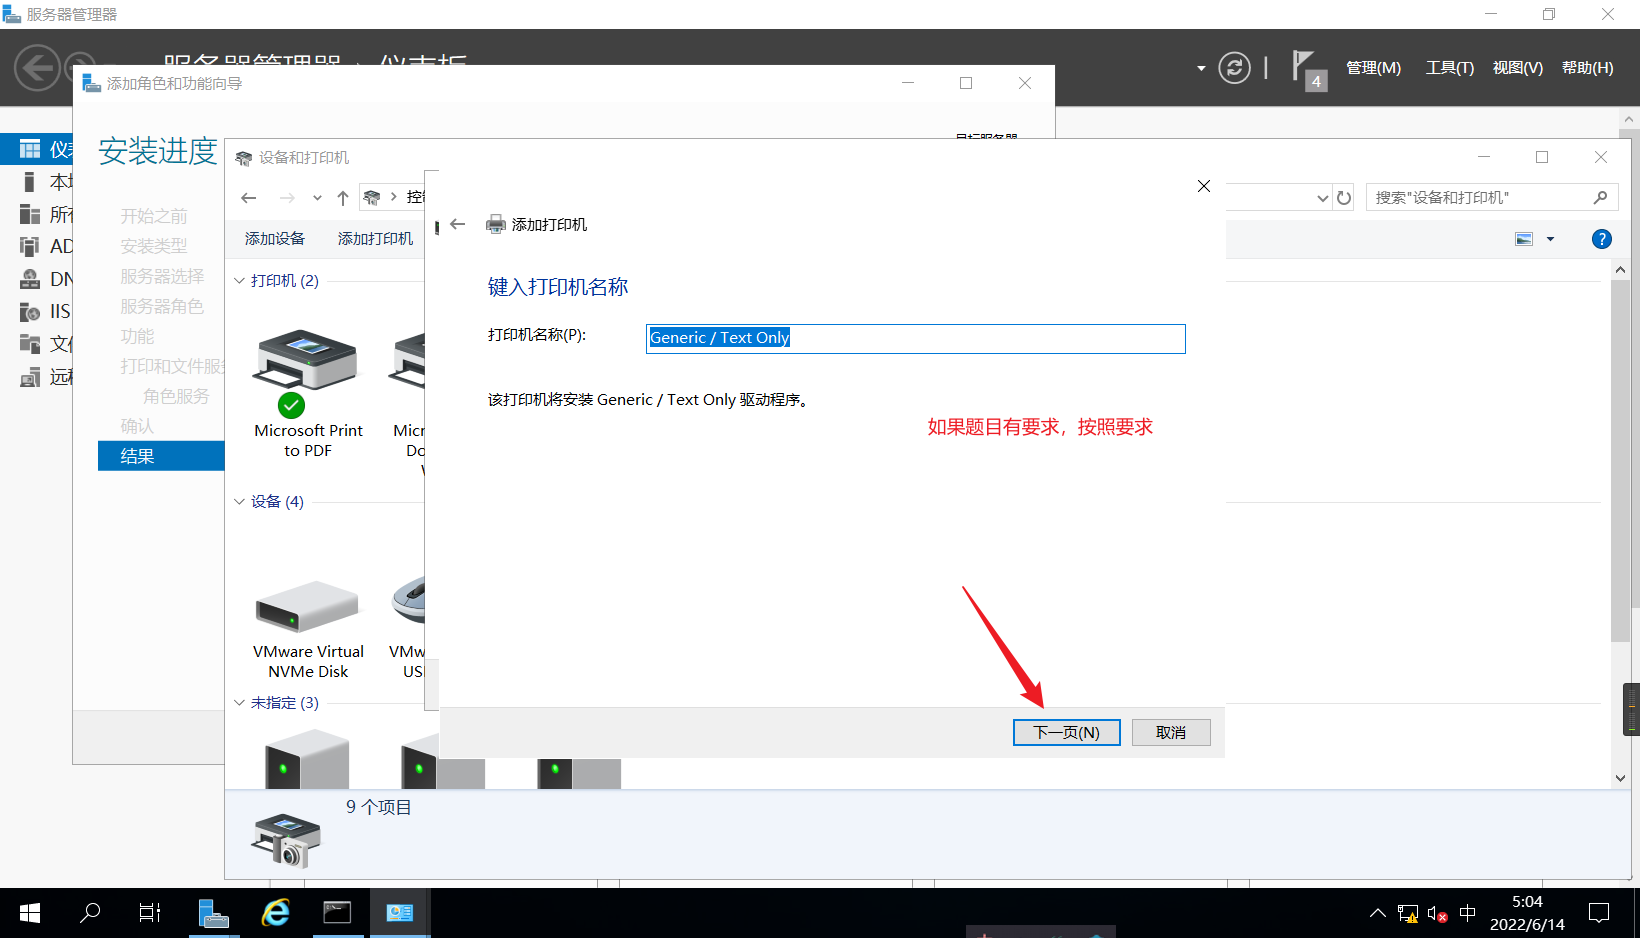 服务器管理器
服务器管理器 · 仪表板
4
管理(M)
工具(T)
视图(V)
帮助(H)
添加角色和功能向导
安装进度
目标服务器
开始之前
安装类型
服务器选择
服务器角色
功能
打印和文件服务
角色服务
确认
结果
仪表
本地
所有
AD
DN
IIS
文件
远程
设备和打印机
控制
搜索"设备和打印机"
添加设备
添加打印机
打印机 (2)
Microsoft Print
to PDF
Micr
Do
设备 (4)
VMware Virtual
NVMe Disk
VMw
USB
未指定 (3)
9 个项目
添加打印机
键入打印机名称
打印机名称(P):
Generic / Text Only
该打印机将安装 Generic / Text Only 驱动程序。
如果题目有要求，按照要求
下一页(N)
取消
中
5:04
2022/6/14